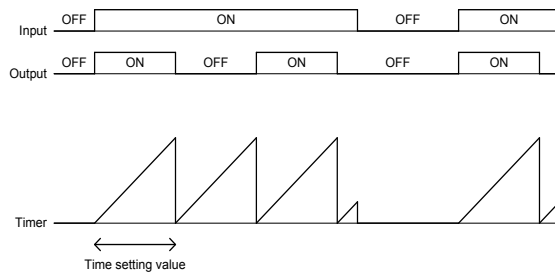 OFF ON OFF ON
Input
OFF ON OFF ON OFF ON
Output
Timer
Time setting value